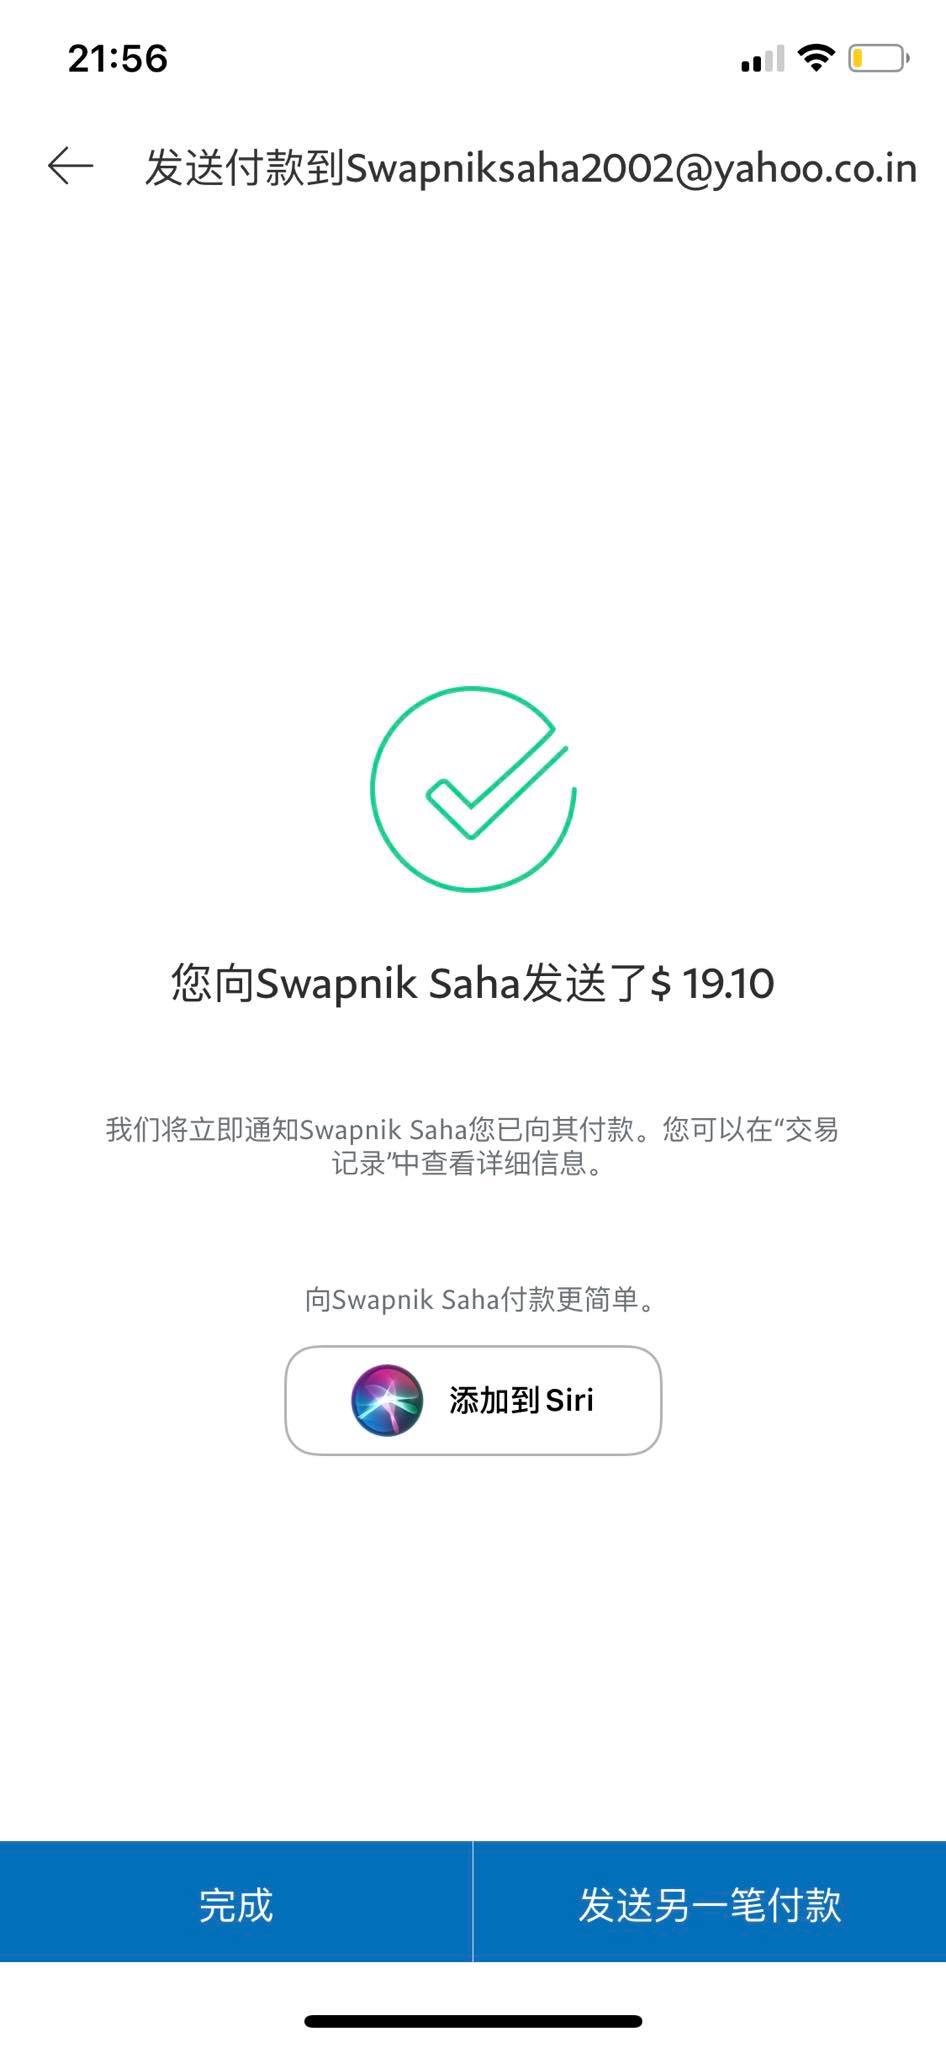 21:56
发送付款到Swapniksaha2002@yahoo.co.in
您向Swapnik Saha发送了$ 19.10
我们将立即通知Swapnik Saha您已向其付款。您可以在“交易
记录”中查看详细信息。
向Swapnik Saha付款更简单。
添加到 Siri
完成
发送另一笔付款